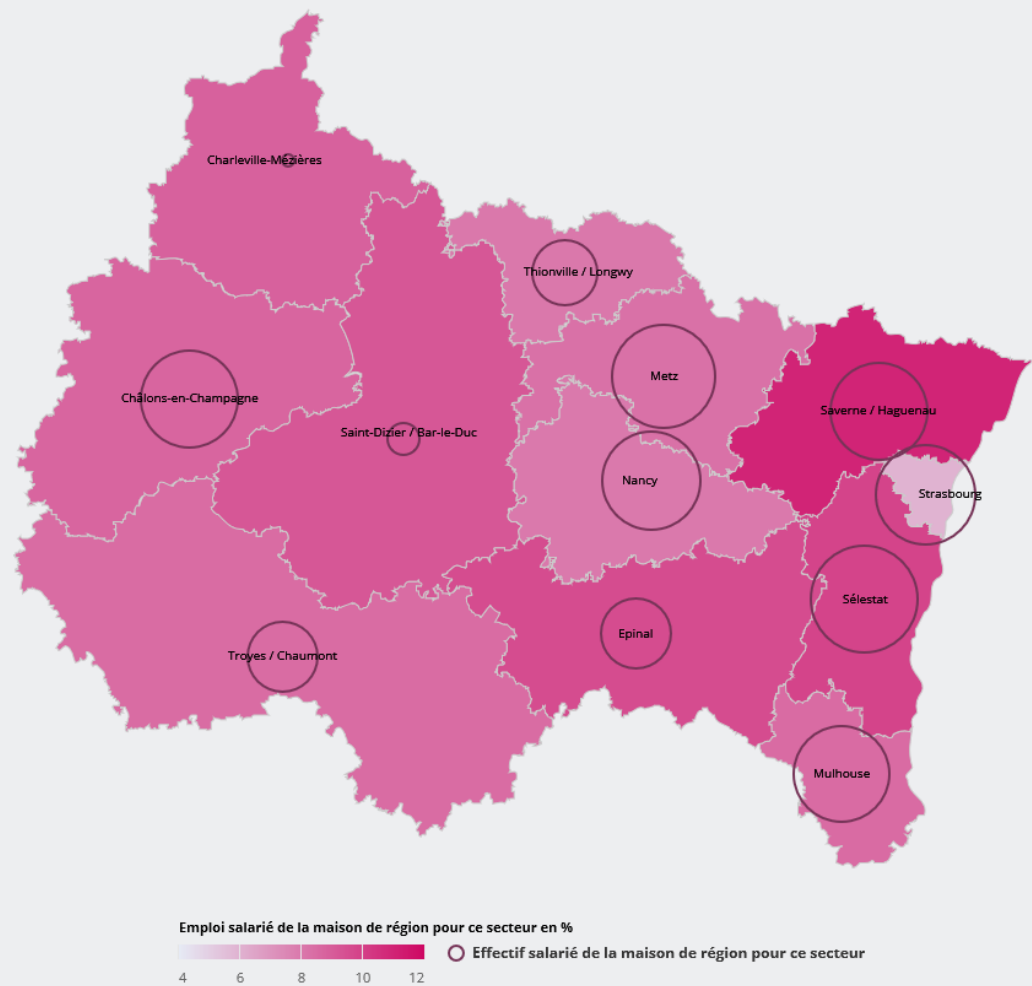 Charleville-Mézières
Thionville / Longwy
Metz
Châlons-en-Champagne
Saverne / Haguenau
Saint-Dizier / Bar-le-Duc
Nancy
Strasbourg
Sélestat
Epinal
Troyes / Chaumont
Mulhouse
Emploi salarié de la maison de région pour ce secteur en %
Effectif salarié de la maison de région pour ce secteur
4 6 8 10 12